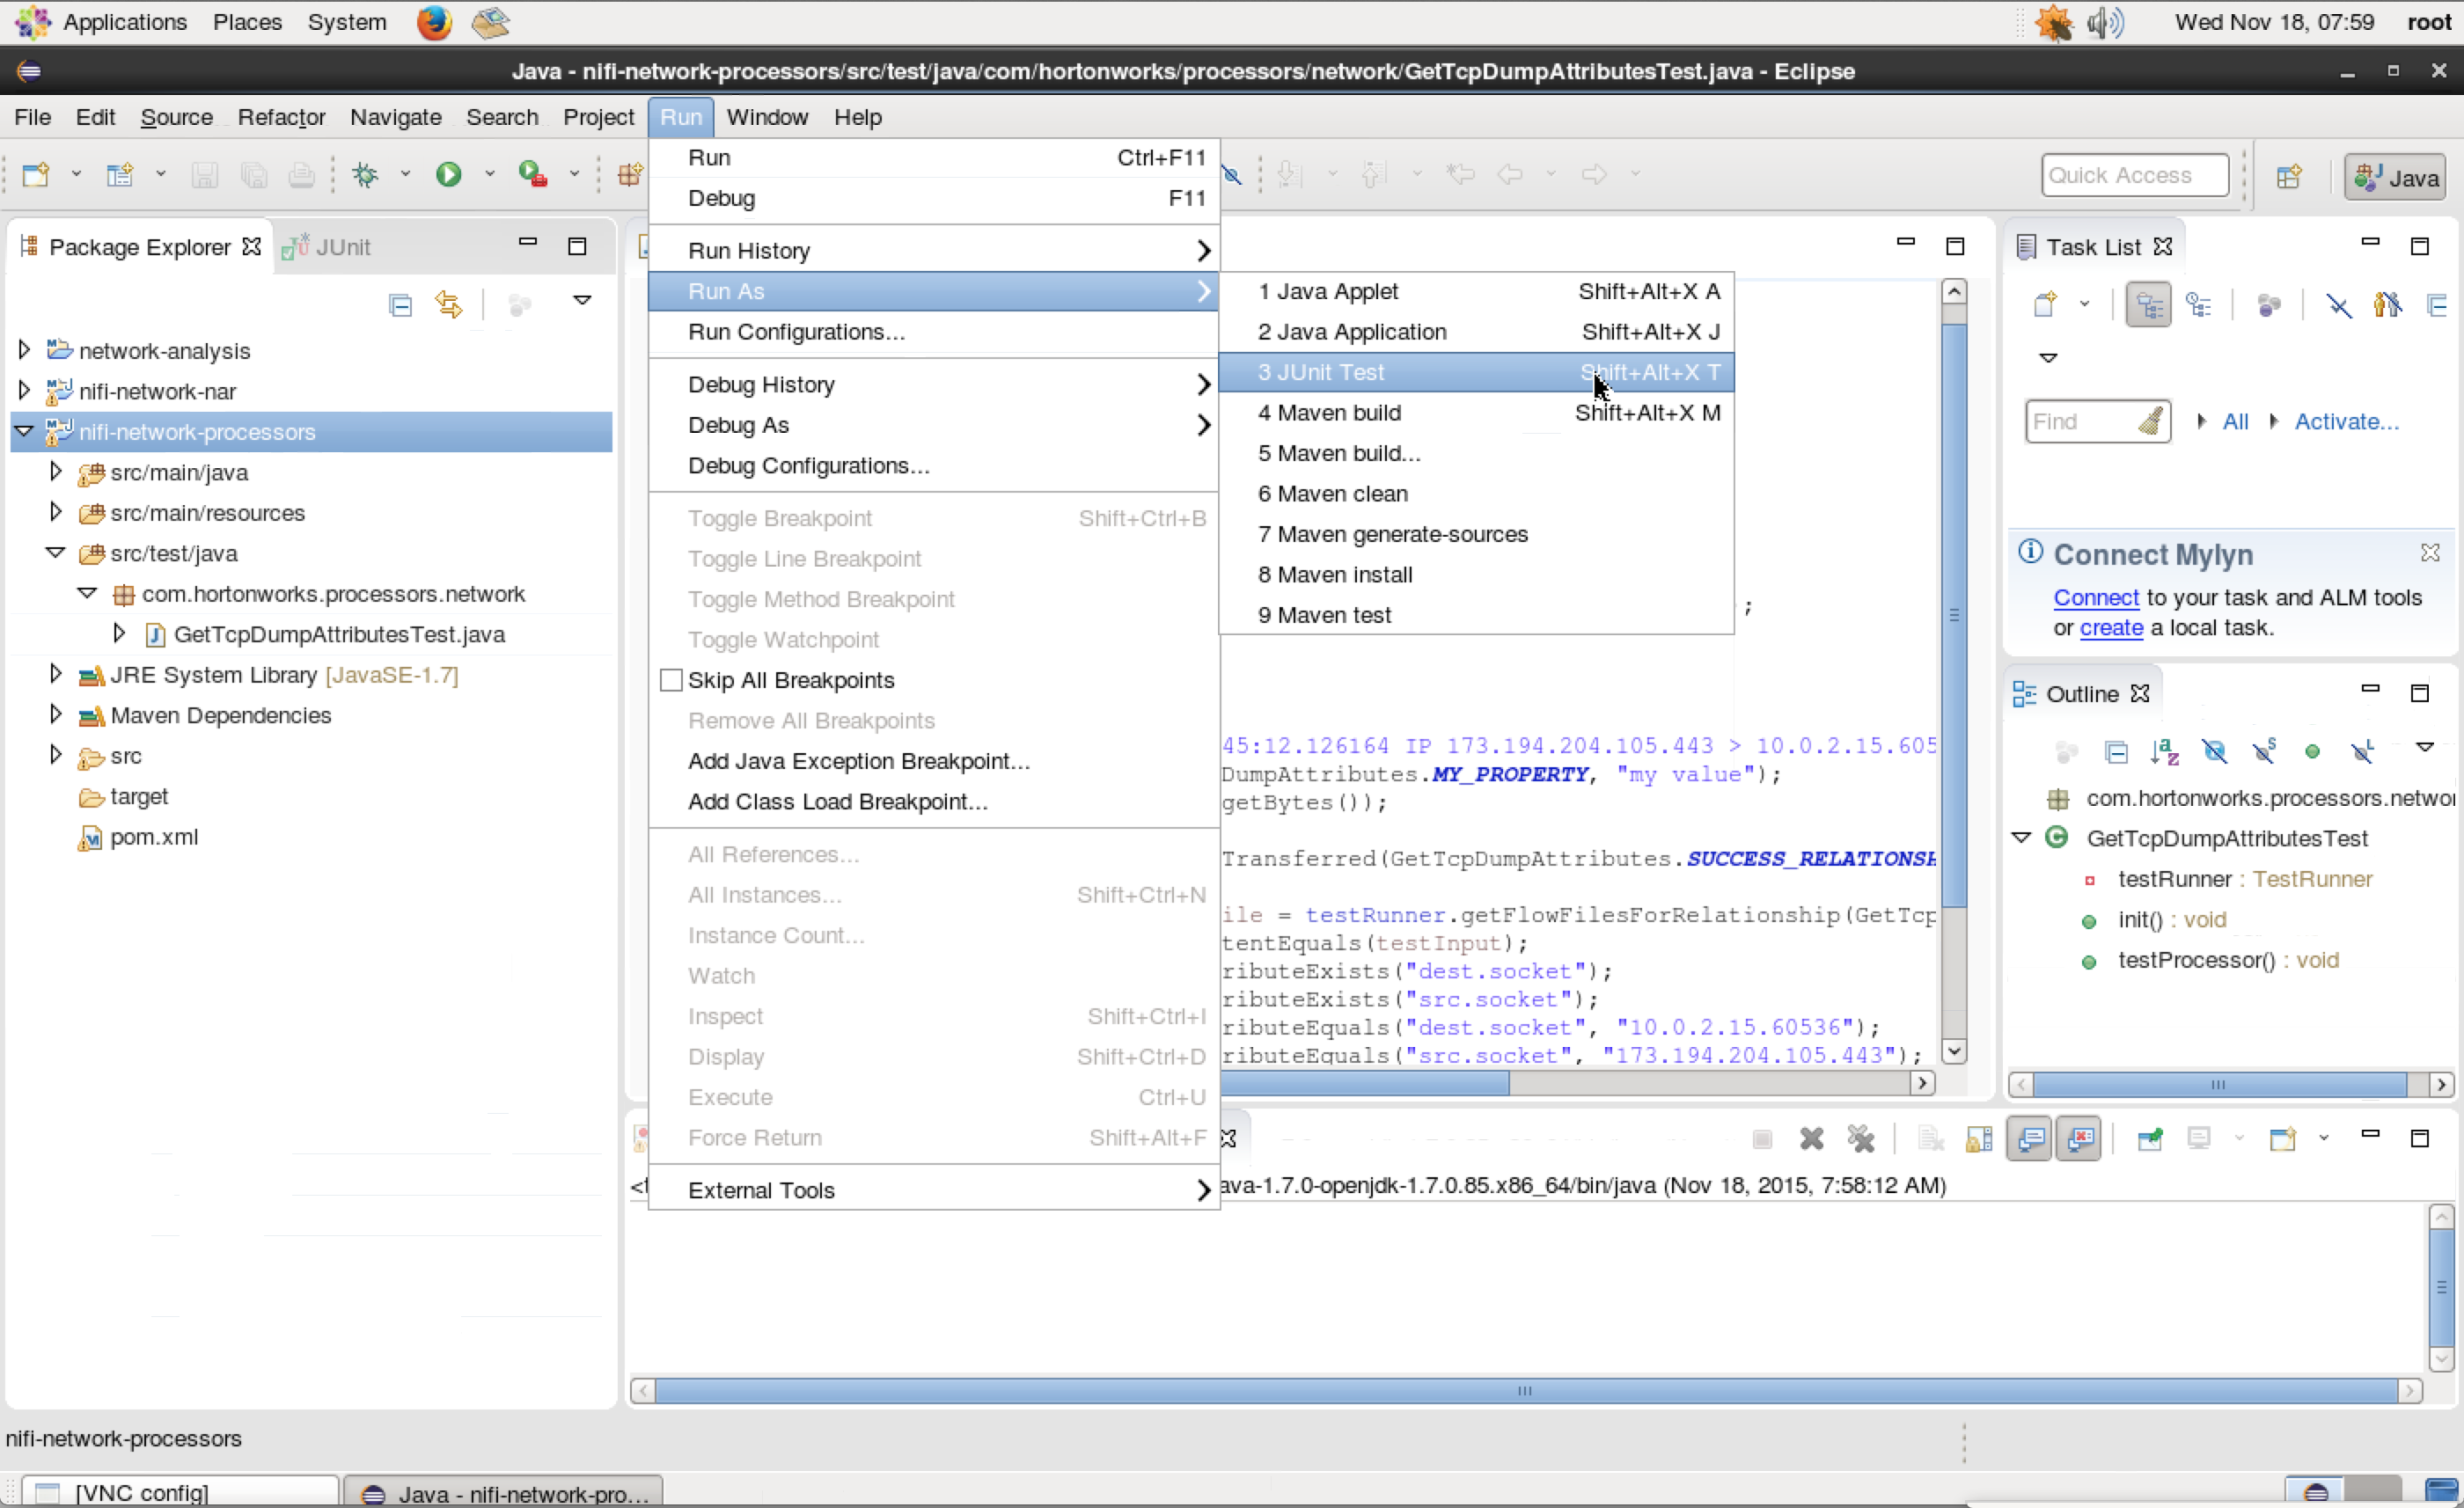 Applications Places System Wed Nov 18, 07:59 root
Java - nifi-network-processors/src/test/java/com/hortonworks/processors/network/GetTcpDumpAttributesTest.java - Eclipse
File Edit Source Refactor Navigate Search Project Run Window Help
Quick Access Java
Package Explorer JUnit
network-analysis
nifi-network-nar
nifi-network-processors
src/main/java
src/main/resources
src/test/java
com.hortonworks.processors.network
GetTcpDumpAttributesTest.java
JRE System Library [JavaSE-1.7]
Maven Dependencies
src
target
pom.xml
Run Ctrl+F11
Debug F11
Run History
Run As
Run Configurations...
Debug History
Debug As
Debug Configurations...
Toggle Breakpoint Shift+Ctrl+B
Toggle Line Breakpoint
Toggle Method Breakpoint
Toggle Watchpoint
Skip All Breakpoints
Remove All Breakpoints
Add Java Exception Breakpoint...
Add Class Load Breakpoint...
All References...
All Instances... Shift+Ctrl+N
Instance Count...
Watch
Inspect Shift+Ctrl+I
Display Shift+Ctrl+D
Execute Ctrl+U
Force Return Shift+Alt+F
External Tools
1 Java Applet Shift+Alt+X A
2 Java Application Shift+Alt+X J
3 JUnit Test Shift+Alt+X T
4 Maven build Shift+Alt+X M
5 Maven build...
6 Maven clean
7 Maven generate-sources
8 Maven install
9 Maven test
;
45:12.126164 IP 173.194.204.105.443 > 10.0.2.15.605
DumpAttributes.MY_PROPERTY, "my value");
getBytes());
Transferred(GetTcpDumpAttributes.SUCCESS_RELATIONSH
ile = testRunner.getFlowFilesForRelationship(GetTcp
tentEquals(testInput);
ributeExists("dest.socket");
ributeExists("src.socket");
ributeEquals("dest.socket", "10.0.2.15.60536");
ributeEquals("src.socket", "173.194.204.105.443");
<t
ava-1.7.0-openjdk-1.7.0.85.x86_64/bin/java (Nov 18, 2015, 7:58:12 AM)
Task List
Find All Activate...
Connect Mylyn
Connect to your task and ALM tools
or create a local task.
Outline
com.hortonworks.processors.networ
GetTcpDumpAttributesTest
testRunner : TestRunner
init() : void
testProcessor() : void
nifi-network-processors
[VNC config] Java - nifi-network-pro...